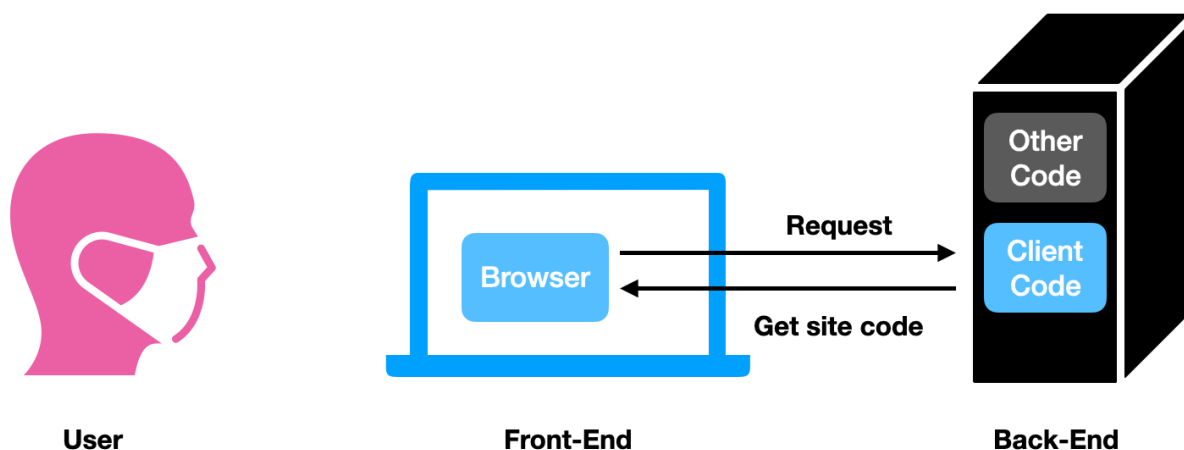 Other
Code
Request
Browser
Client
Code
Get site code
User
Front-End
Back-End